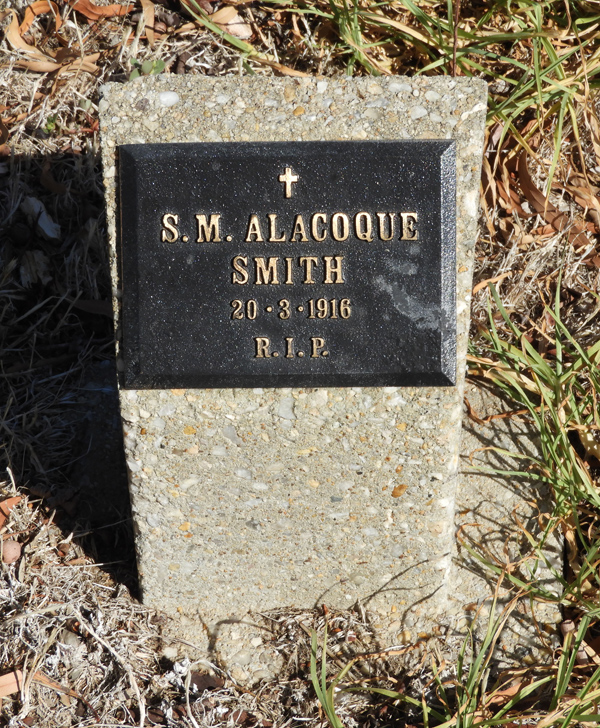 S. M. ALACOQUE
SMITH
20·3·1916
R. I. P.